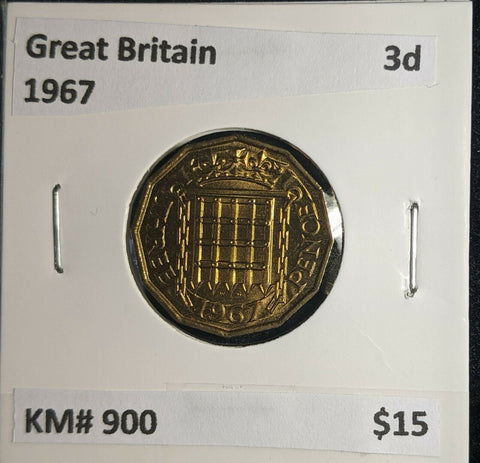 Great Britain 3d
1967
THREE PENCE
1967
KM# 900 $15